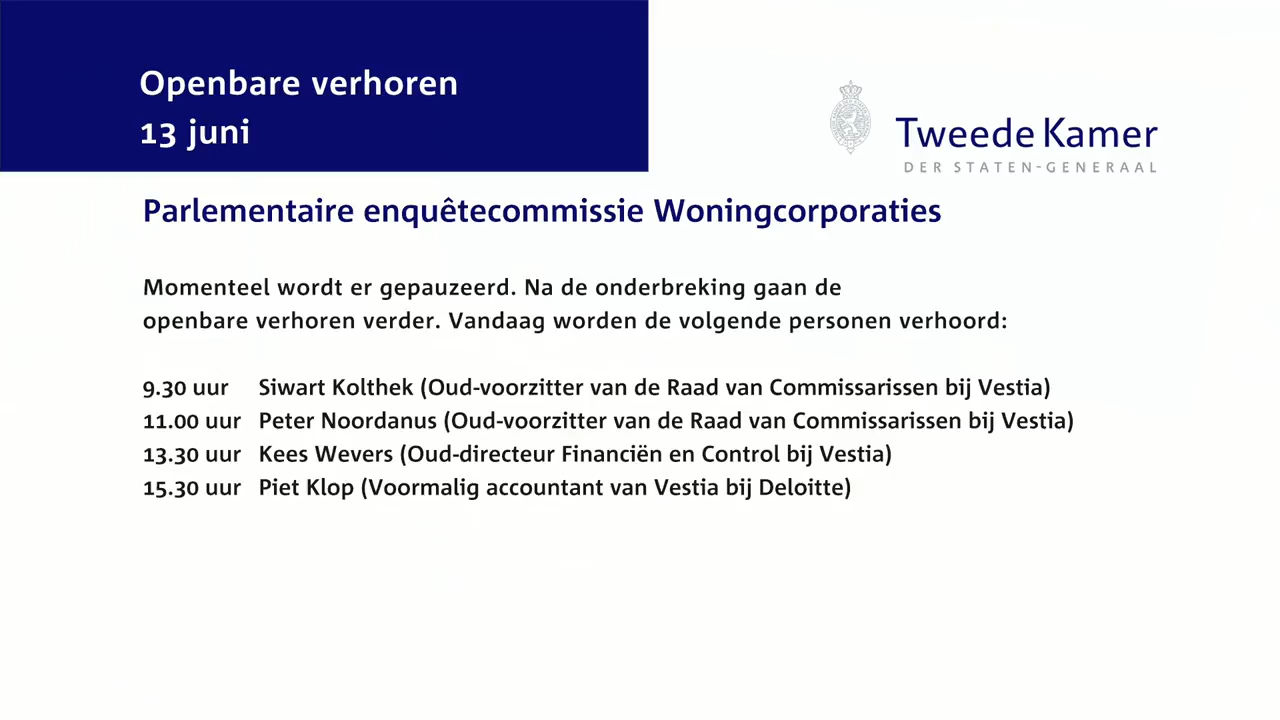 Openbare verhoren
13 juni
Tweede Kamer
DER STATEN-GENERAAL
Parlementaire enquêtecommissie Woningcorporaties
Momenteel wordt er gepauzeerd. Na de onderbreking gaan de
openbare verhoren verder. Vandaag worden de volgende personen verhoord:
9.30 uur Siwart Kolthek (Oud-voorzitter van de Raad van Commissarissen bij Vestia)
11.00 uur Peter Noordanus (Oud-voorzitter van de Raad van Commissarissen bij Vestia)
13.30 uur Kees Wevers (Oud-directeur Financiën en Control bij Vestia)
15.30 uur Piet Klop (Voormalig accountant van Vestia bij Deloitte)